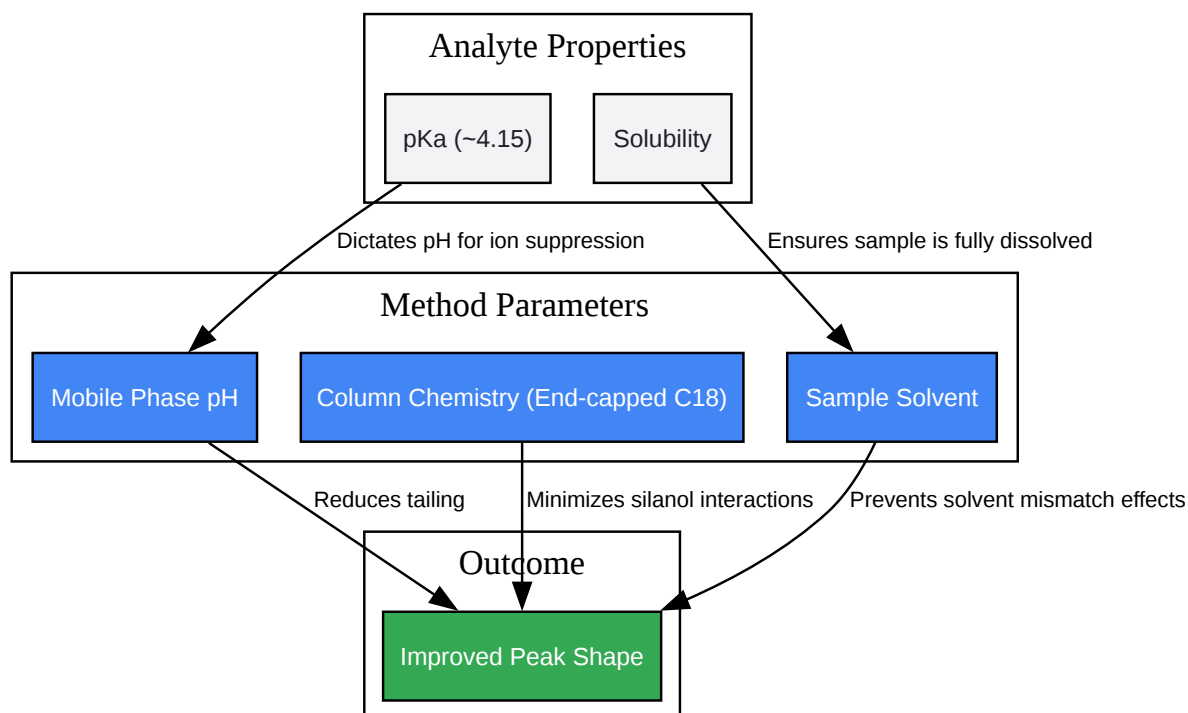 Analyte Properties
pKa (~4.15)
Solubility
Dictates pH for ion suppression
Ensures sample is fully dissolved
Method Parameters
Mobile Phase pH
Column Chemistry (End-capped C18)
Sample Solvent
Reduces tailing
Minimizes silanol interactions
Prevents solvent mismatch effects
Outcome
Improved Peak Shape